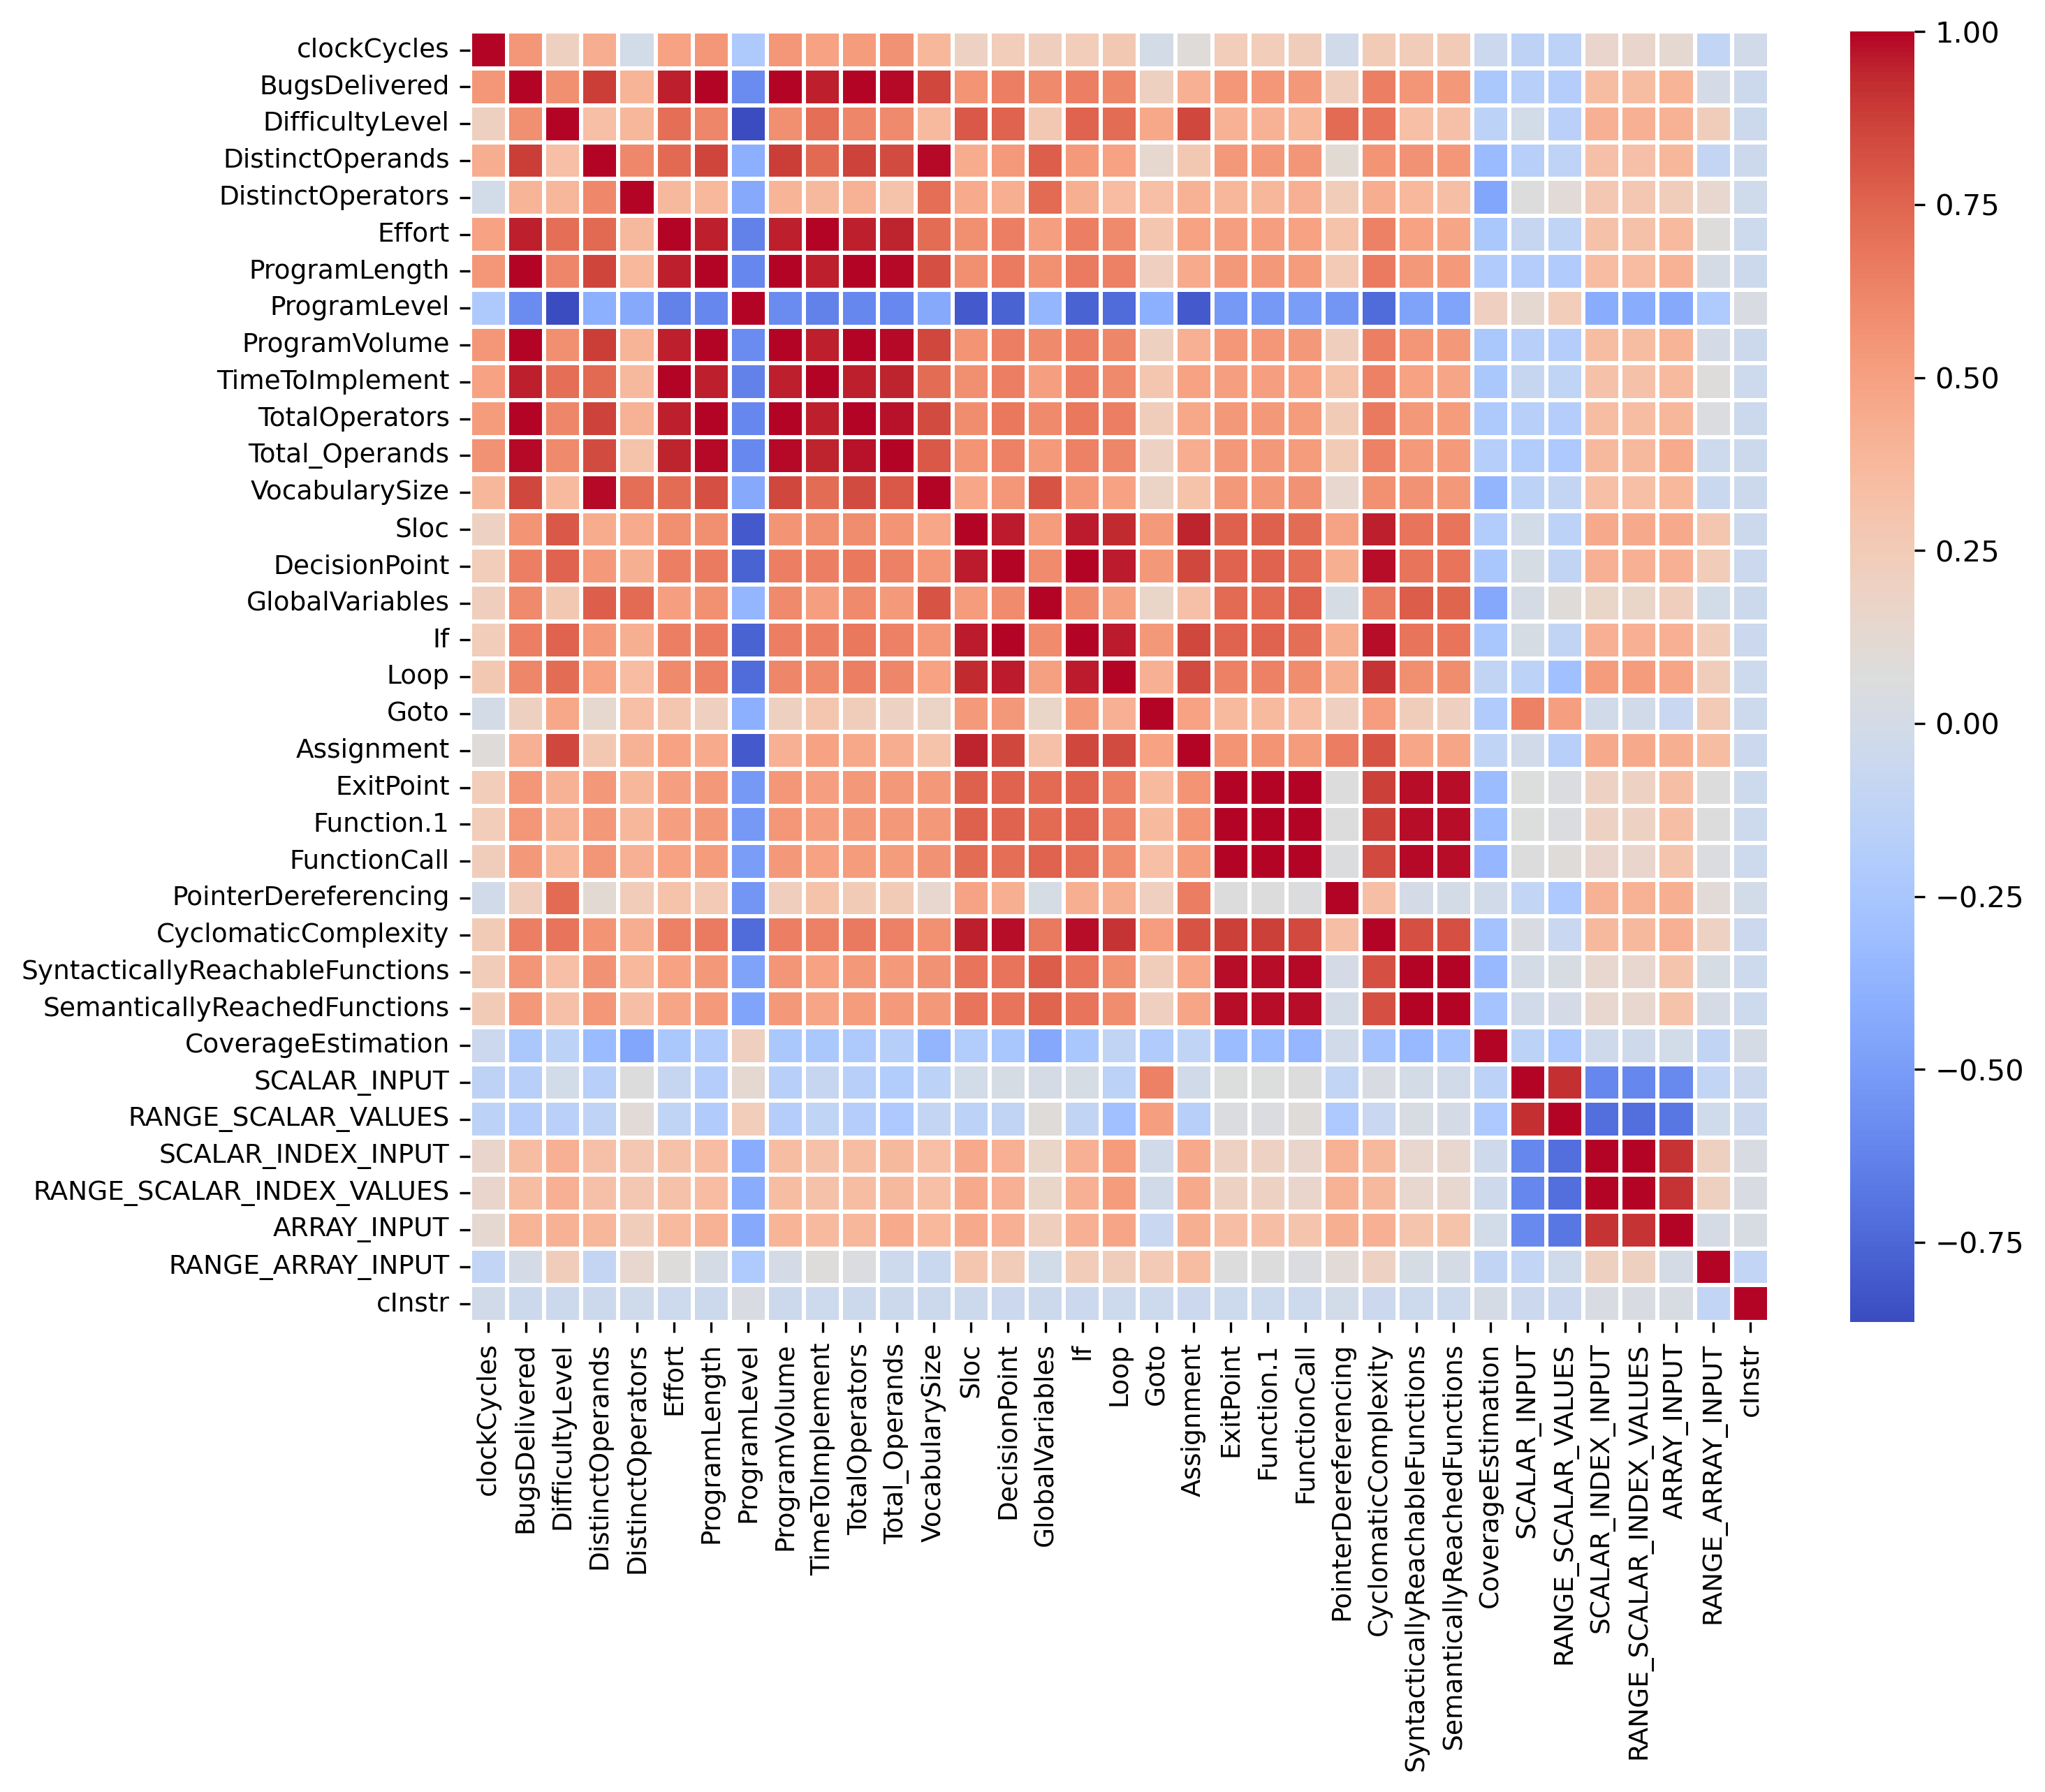 clockCycles
BugsDelivered
DifficultyLevel
DistinctOperands
DistinctOperators
Effort
ProgramLength
ProgramLevel
ProgramVolume
TimeToImplement
TotalOperators
Total_Operands
VocabularySize
Sloc
DecisionPoint
GlobalVariables
If
Loop
Goto
Assignment
ExitPoint
Function.1
FunctionCall
PointerDereferencing
CyclomaticComplexity
SyntacticallyReachableFunctions
SemanticallyReachedFunctions
CoverageEstimation
SCALAR_INPUT
RANGE_SCALAR_VALUES
SCALAR_INDEX_INPUT
RANGE_SCALAR_INDEX_VALUES
ARRAY_INPUT
RANGE_ARRAY_INPUT
cInstr
clockCycles
BugsDelivered
DifficultyLevel
DistinctOperands
DistinctOperators
Effort
ProgramLength
ProgramLevel
ProgramVolume
TimeToImplement
TotalOperators
Total_Operands
VocabularySize
Sloc
DecisionPoint
GlobalVariables
If
Loop
Goto
Assignment
ExitPoint
Function.1
FunctionCall
PointerDereferencing
CyclomaticComplexity
SyntacticallyReachableFunctions
SemanticallyReachedFunctions
CoverageEstimation
SCALAR_INPUT
RANGE_SCALAR_VALUES
SCALAR_INDEX_INPUT
RANGE_SCALAR_INDEX_VALUES
ARRAY_INPUT
RANGE_ARRAY_INPUT
cInstr
1.00
0.75
0.50
0.25
0.00
−0.25
−0.50
−0.75